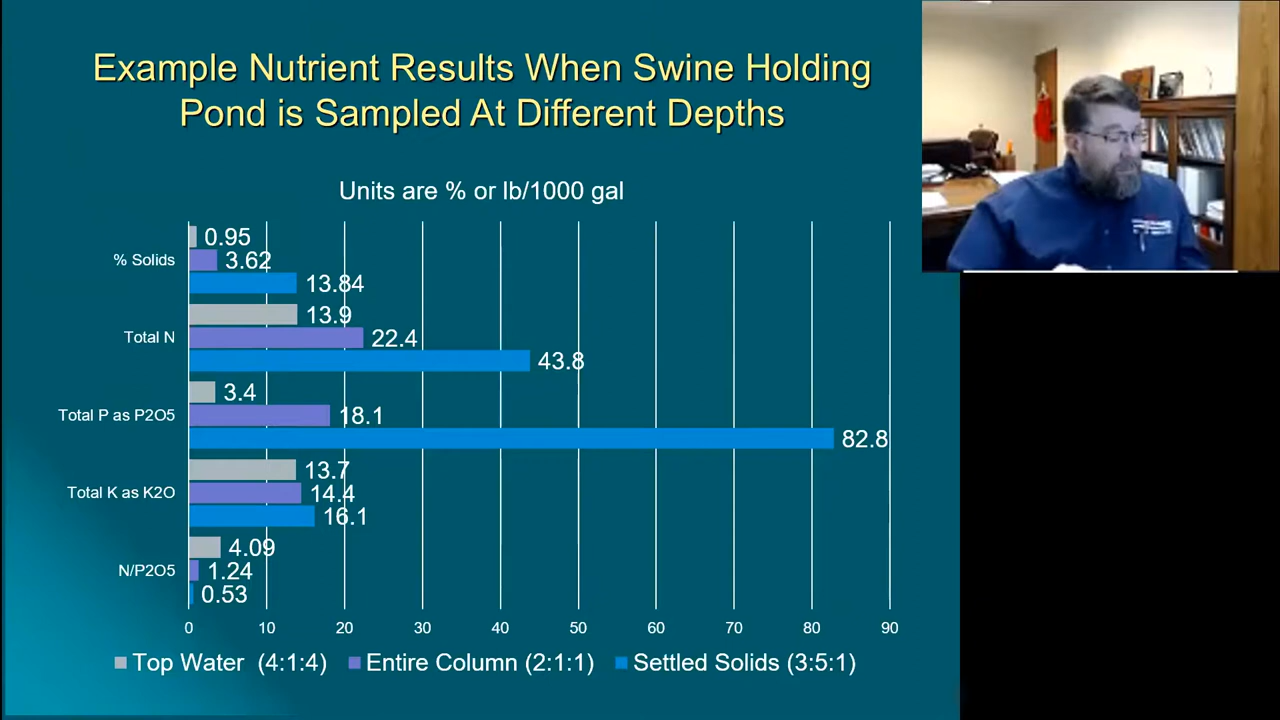 Example Nutrient Results When Swine Holding
Pond is Sampled At Different Depths
Units are % or lb/1000 gal
% Solids
0.95
3.62
13.84
Total N
13.9
22.4
43.8
Total P as P2O5
3.4
18.1
82.8
Total K as K2O
13.7
14.4
16.1
N/P2O5
4.09
1.24
0.53
0 10 20 30 40 50 60 70 80 90
Top Water (4:1:4) Entire Column (2:1:1) Settled Solids (3:5:1)